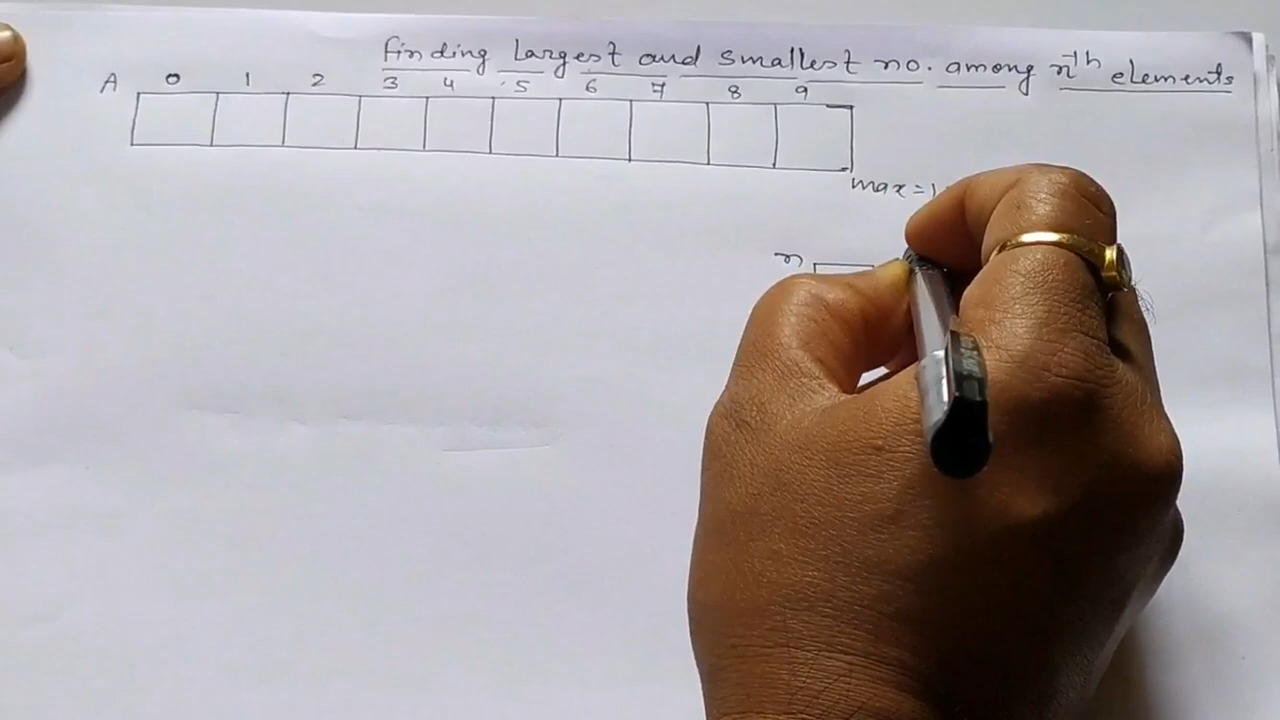 Finding Largest and smallest no. among nth elements
A 0 1 2 3 4 5 6 7 8 9
max=1
n